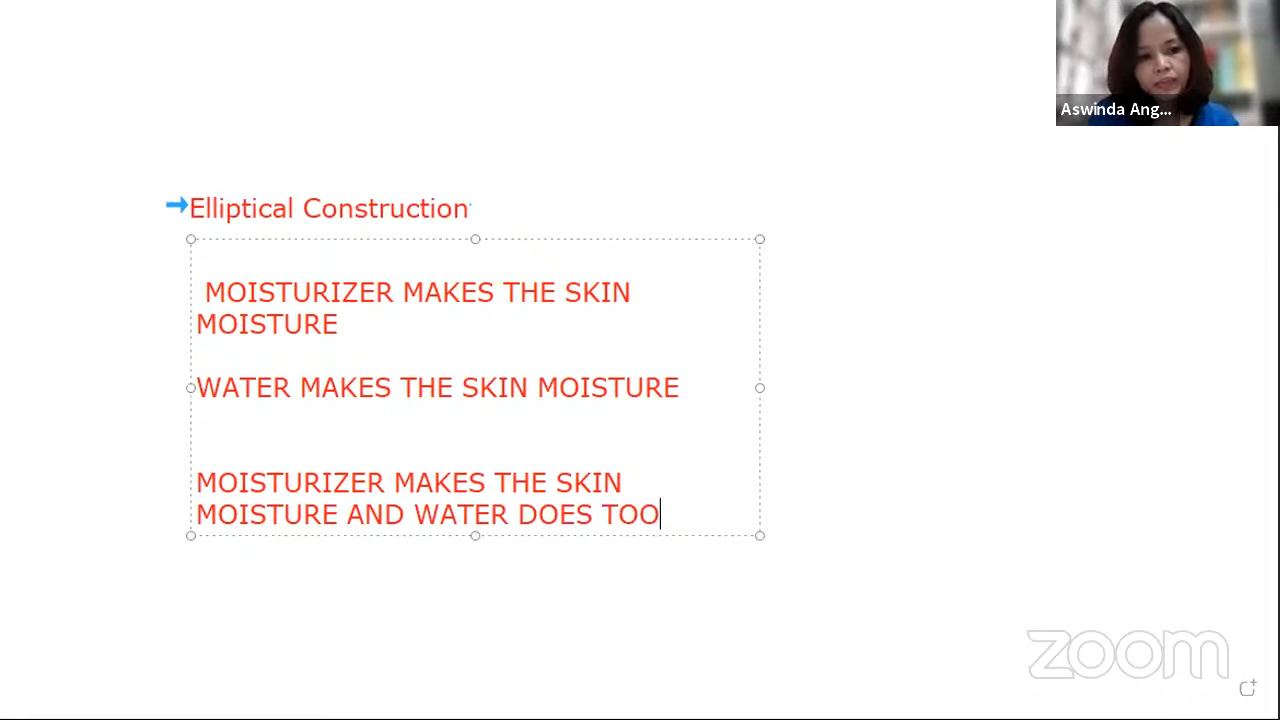 Aswinda Ang...
Elliptical Construction
MOISTURIZER MAKES THE SKIN
MOISTURE
WATER MAKES THE SKIN MOISTURE
MOISTURIZER MAKES THE SKIN
MOISTURE AND WATER DOES TOO
zoom